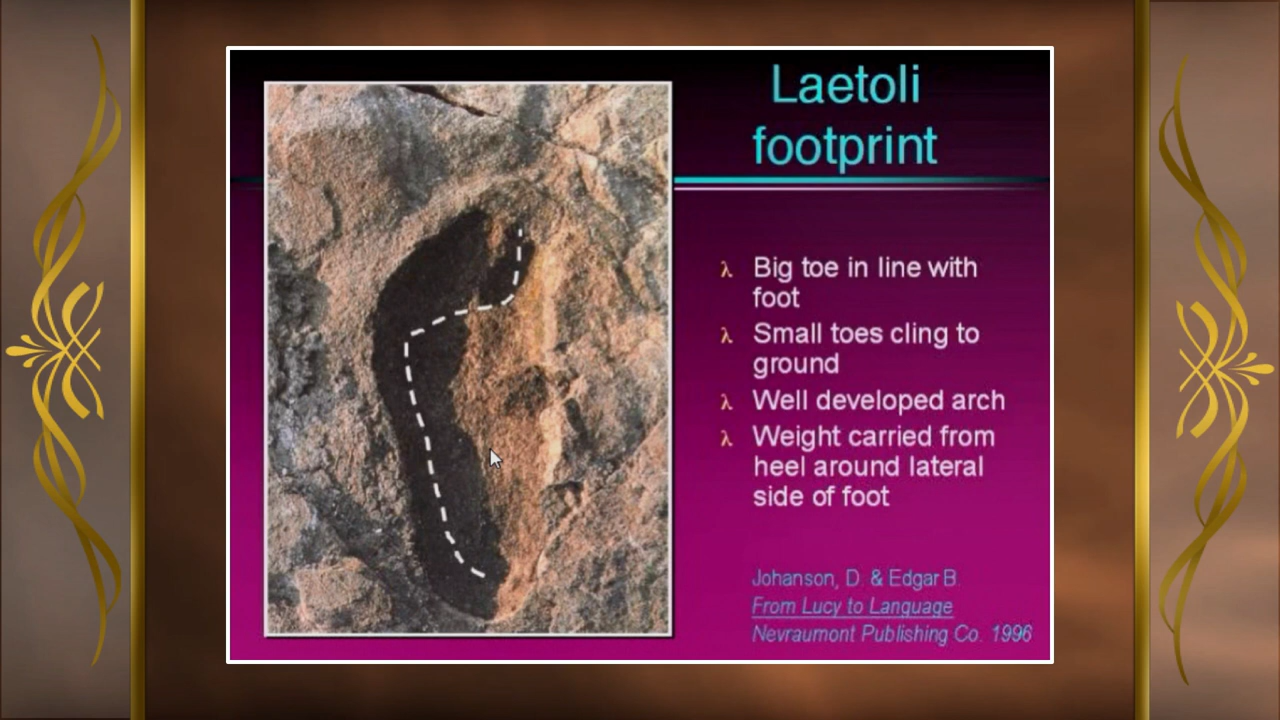 Laetoli
footprint
λ Big toe in line with
foot
λ Small toes cling to
ground
λ Well developed arch
λ Weight carried from
heel around lateral
side of foot
Johanson, D. & Edgar B.
From Lucy to Language
Nevraumont Publishing Co. 1996